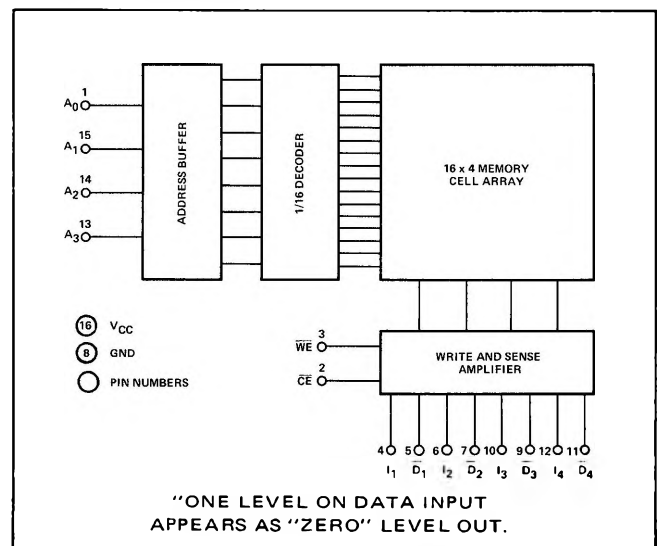 1
A0
15
A1
14
A2
13
A3
ADDRESS BUFFER
1/16 DECODER
16 x 4 MEMORY
CELL ARRAY
16 VCC
8 GND
PIN NUMBERS
3
WE
2
CE
WRITE AND SENSE
AMPLIFIER
4 5 6 7 10 9 12 11
I1 D1 I2 D2 I3 D3 I4 D4
"ONE LEVEL ON DATA INPUT
APPEARS AS "ZERO" LEVEL OUT.